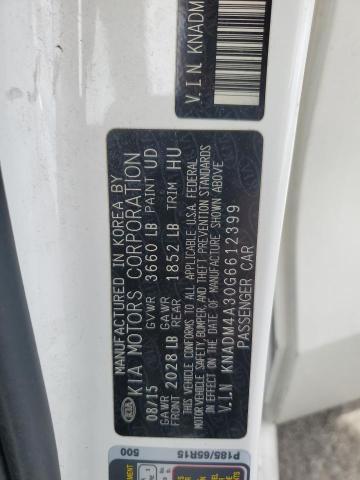 V.I.N KNADM
MANUFACTURED IN KOREA BY
KIA MOTORS CORPORATION
08/15 GVWR 3660 LB PAINT UD
GAWR FRONT 2028 LB GAWR REAR 1852 LB TRIM HU
THIS VEHICLE CONFORMS TO ALL APPLICABLE U.S.A. FEDERAL
MOTOR VEHICLE SAFETY, BUMPER, AND THEFT PREVENTION STANDARDS
IN EFFECT ON THE DATE OF MANUFACTURE SHOWN ABOVE
V.I.N KNADM4A30G6612399
PASSENGER CAR
KIA
500
P185/65R15